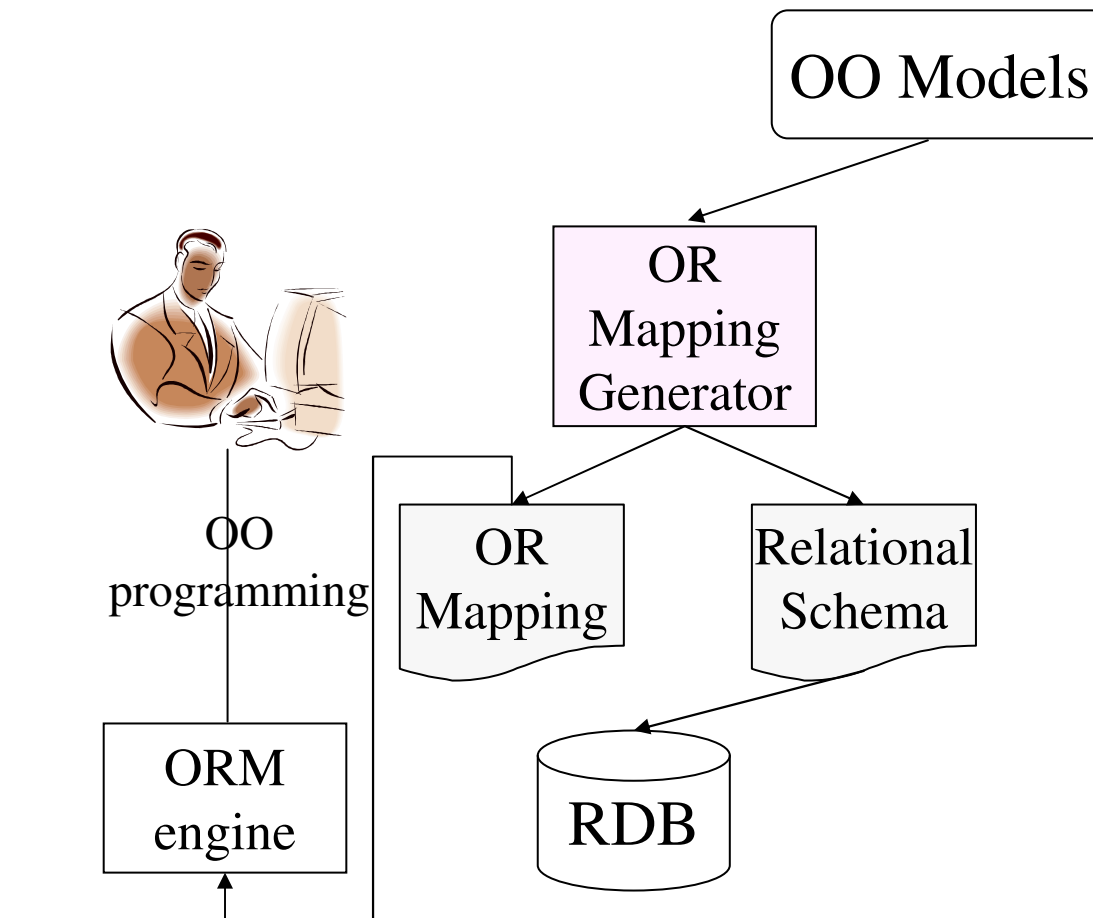 OO Models
OR
Mapping
Generator
OO
programming
OR
Mapping
Relational
Schema
ORM
engine
RDB